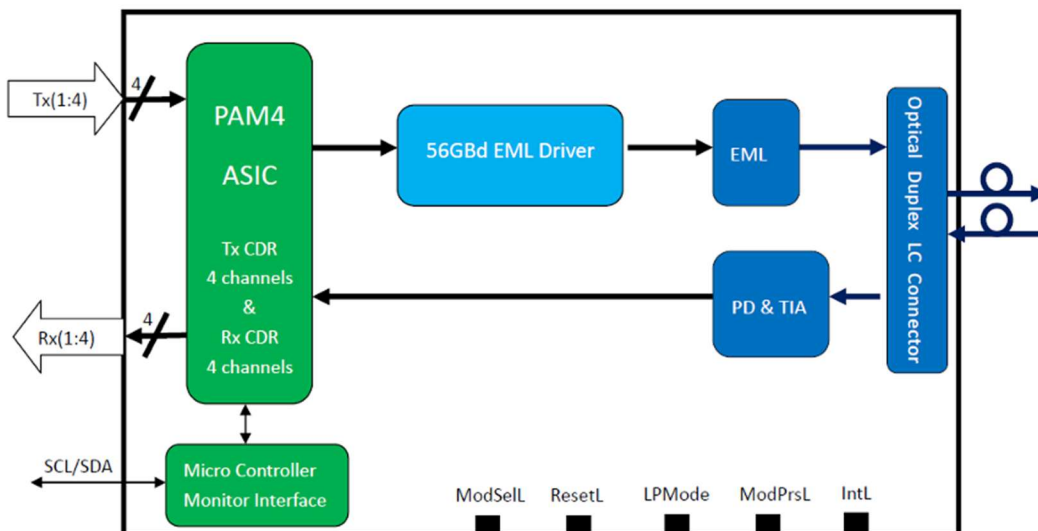 Tx(1:4)
4
PAM4
ASIC
Tx CDR
4 channels
&
Rx CDR
4 channels
56GBd EML Driver
EML
Optical Duplex LC Connector
PD & TIA
Rx(1:4)
4
SCL/SDA
Micro Controller
Monitor Interface
ModSelL
ResetL
LPMode
ModPrsL
IntL